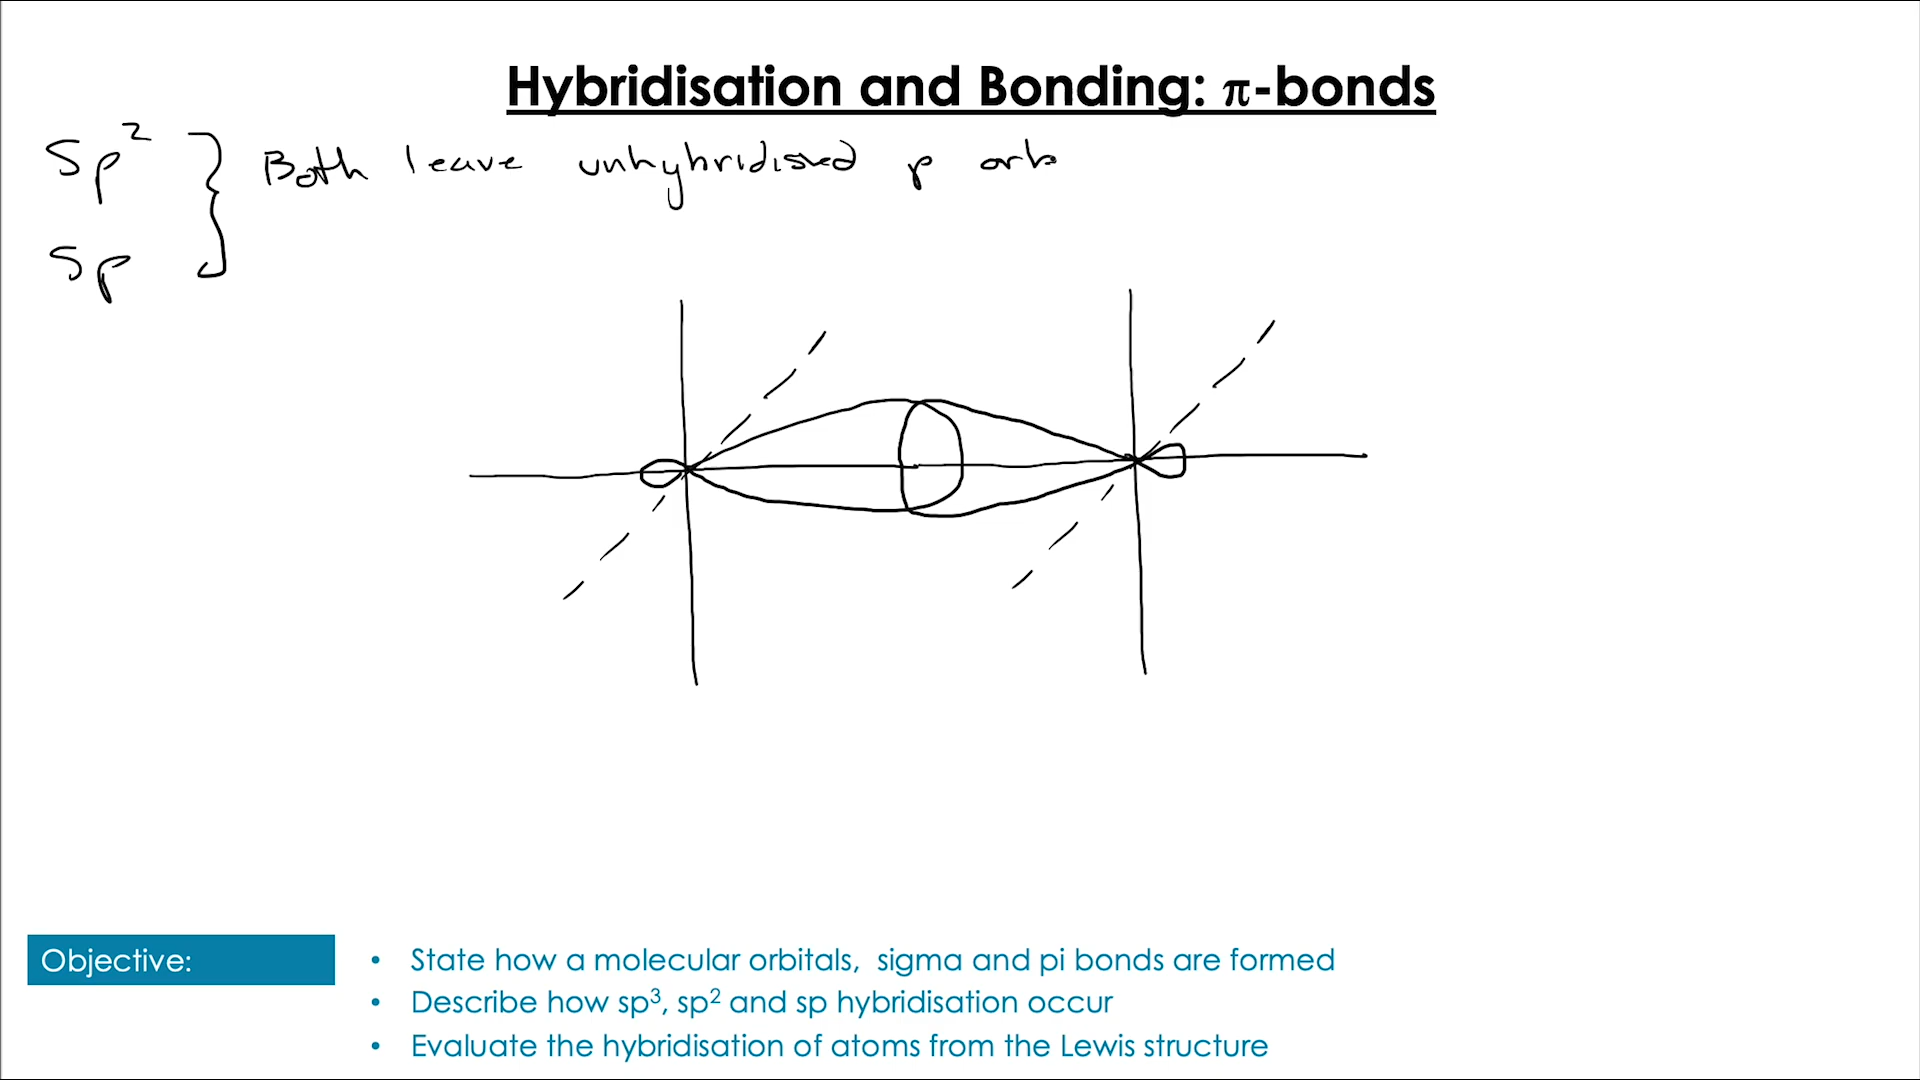 Hybridisation and Bonding: π-bonds
Sp² } Both leave unhybridised p orb
Sp
Objective:
• State how a molecular orbitals, sigma and pi bonds are formed
• Describe how sp³, sp² and sp hybridisation occur
• Evaluate the hybridisation of atoms from the Lewis structure